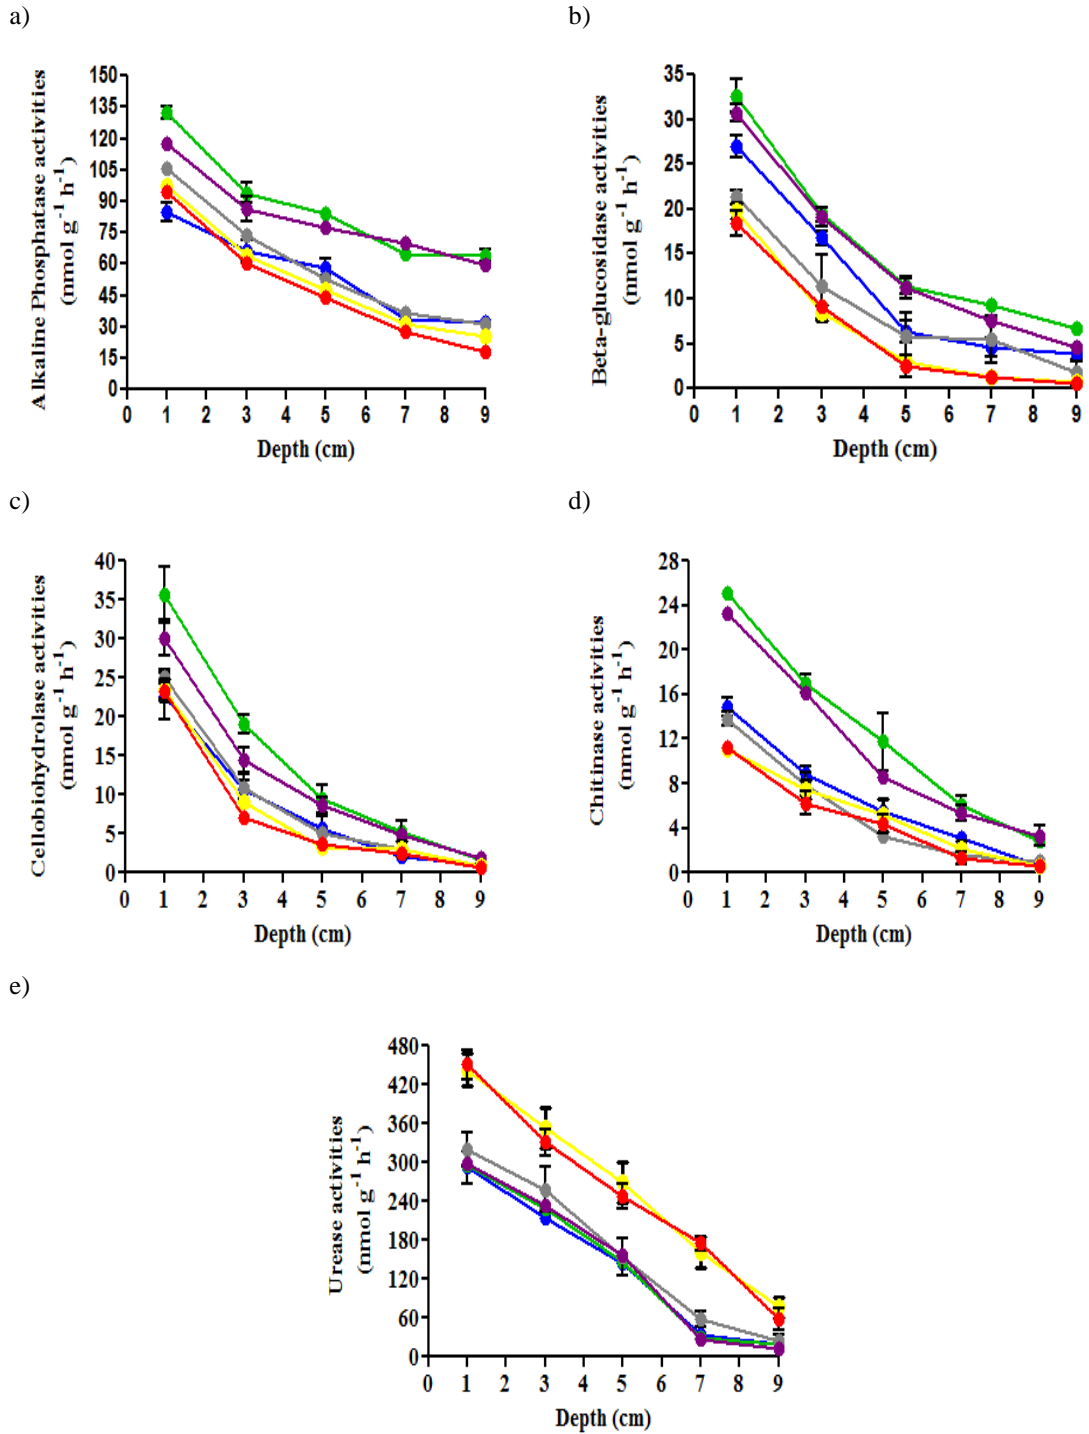 a)
Alkaline Phosphatase activities
(nmol g-1 h-1)
150
135
120
105
90
75
60
45
30
15
0
0 1 2 3 4 5 6 7 8 9
Depth (cm)
b)
Beta-glucosidase activities
(nmol g-1 h-1)
35
30
25
20
15
10
5
0
0 1 2 3 4 5 6 7 8 9
Depth (cm)
c)
Cellobiohydrolase activities
(nmol g-1 h-1)
40
35
30
25
20
15
10
5
0
0 1 2 3 4 5 6 7 8 9
Depth (cm)
d)
Chitinase activities
(nmol g-1 h-1)
28
24
20
16
12
8
4
0
0 1 2 3 4 5 6 7 8 9
Depth (cm)
e)
Urease activities
(nmol g-1 h-1)
480
420
360
300
240
180
120
60
0
0 1 2 3 4 5 6 7 8 9
Depth (cm)